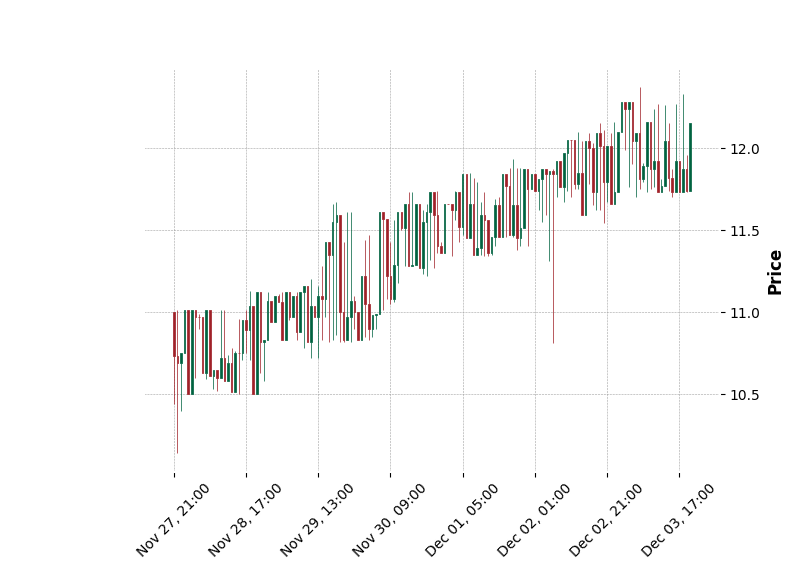 12.0
11.5
11.0
10.5
Price
Nov 27, 21:00
Nov 28, 17:00
Nov 29, 13:00
Nov 30, 09:00
Dec 01, 05:00
Dec 02, 01:00
Dec 02, 21:00
Dec 03, 17:00